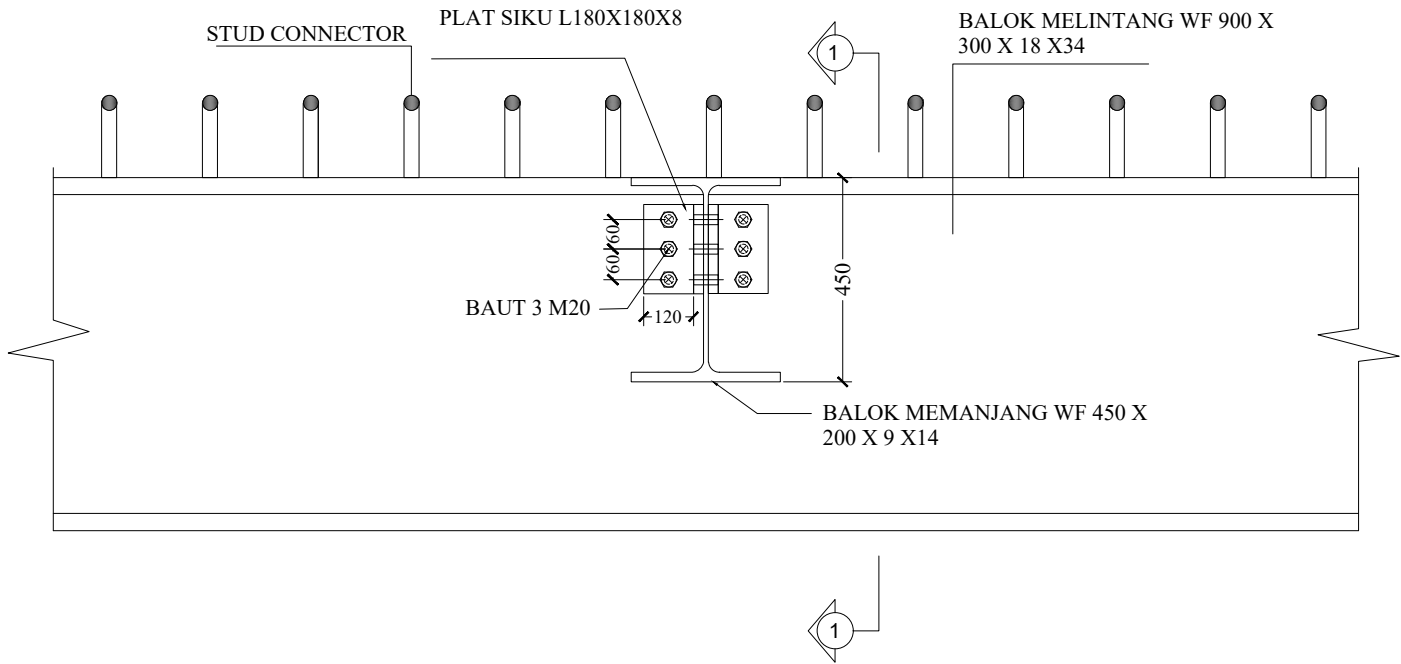 PLAT SIKU L180X180X8
STUD CONNECTOR
BALOK MELINTANG WF 900 X
300 X 18 X34
1
60
60
450
BAUT 3 M20
120
BALOK MEMANJANG WF 450 X
200 X 9 X14
1